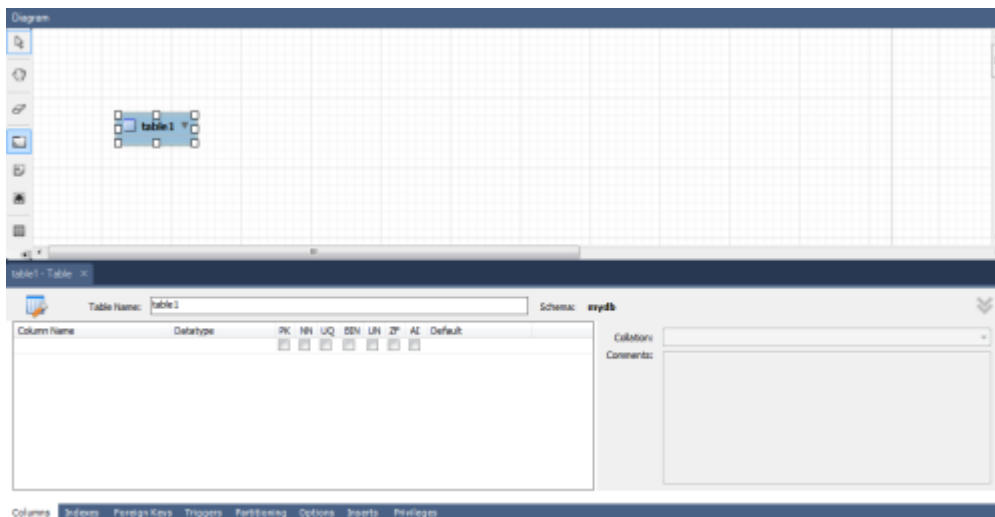 Diagram
table1
table1 - Table ×
Table Name: table1 Schema: mydb
Column Name Datatype PK NN UQ BIN UN ZF AI Default
Collation:
Comments:
Columns Indexes Foreign Keys Triggers Partitioning Options Inserts Privileges